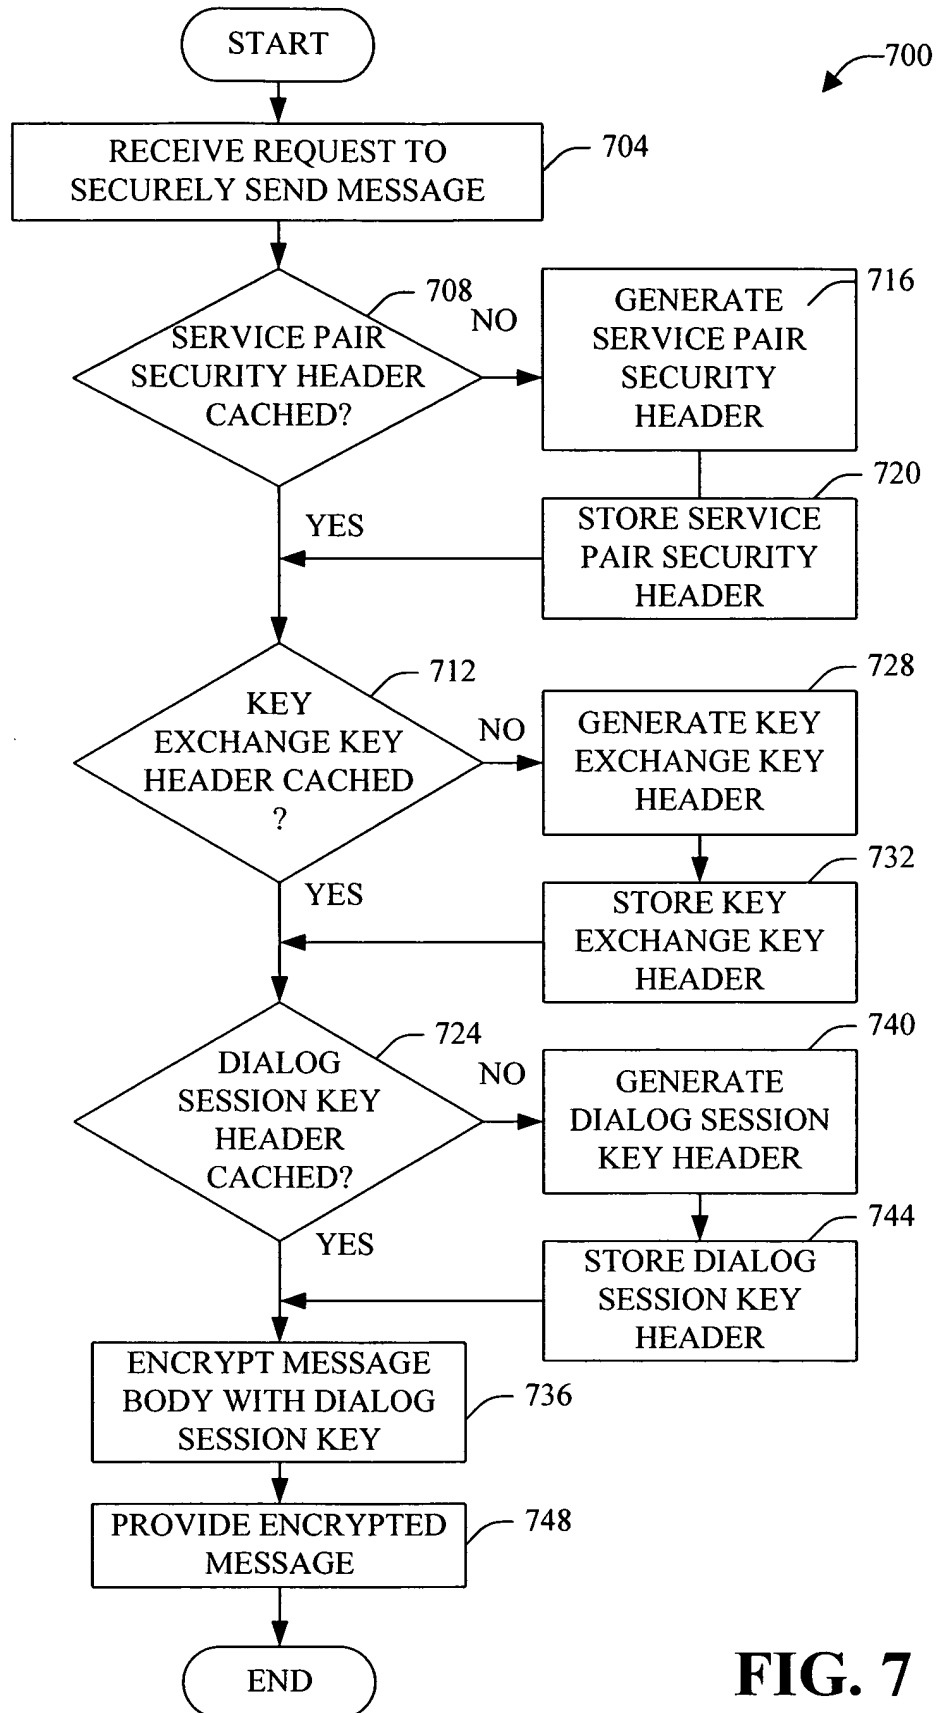 START
700
RECEIVE REQUEST TO
SECURELY SEND MESSAGE
704
708
SERVICE PAIR
SECURITY HEADER
CACHED?
NO
716
GENERATE
SERVICE PAIR
SECURITY
HEADER
YES
720
STORE SERVICE
PAIR SECURITY
HEADER
712
KEY
EXCHANGE KEY
HEADER CACHED
?
NO
728
GENERATE KEY
EXCHANGE KEY
HEADER
YES
732
STORE KEY
EXCHANGE KEY
HEADER
724
DIALOG
SESSION KEY
HEADER
CACHED?
NO
740
GENERATE
DIALOG SESSION
KEY HEADER
YES
744
STORE DIALOG
SESSION KEY
HEADER
ENCRYPT MESSAGE
BODY WITH DIALOG
SESSION KEY
736
PROVIDE ENCRYPTED
MESSAGE
748
END
FIG. 7